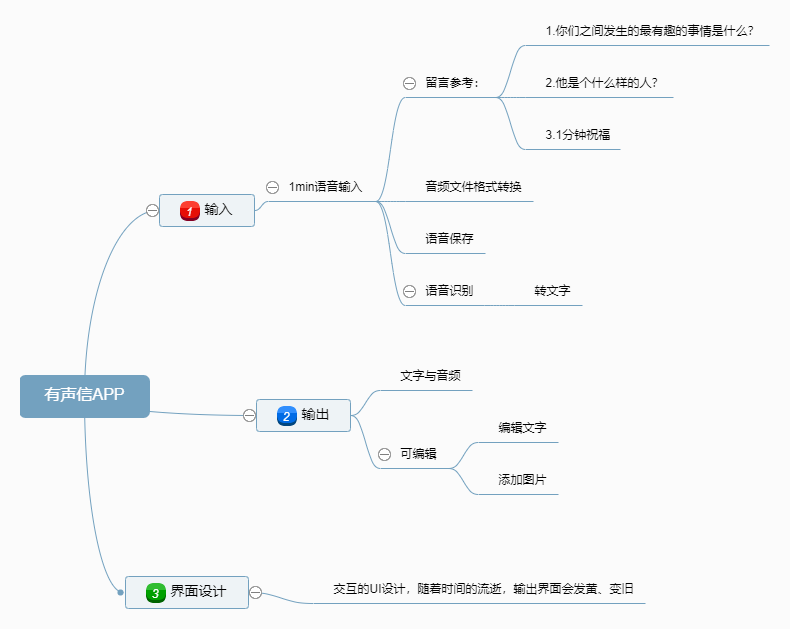 有声信APP
1 输入
1min语音输入
留言参考：
1.你们之间发生的最有趣的事情是什么？
2.他是个什么样的人？
3.1分钟祝福
音频文件格式转换
语音保存
语音识别
转文字
2 输出
文字与音频
可编辑
编辑文字
添加图片
3 界面设计
交互的UI设计，随着时间的流逝，输出界面会发黄、变旧